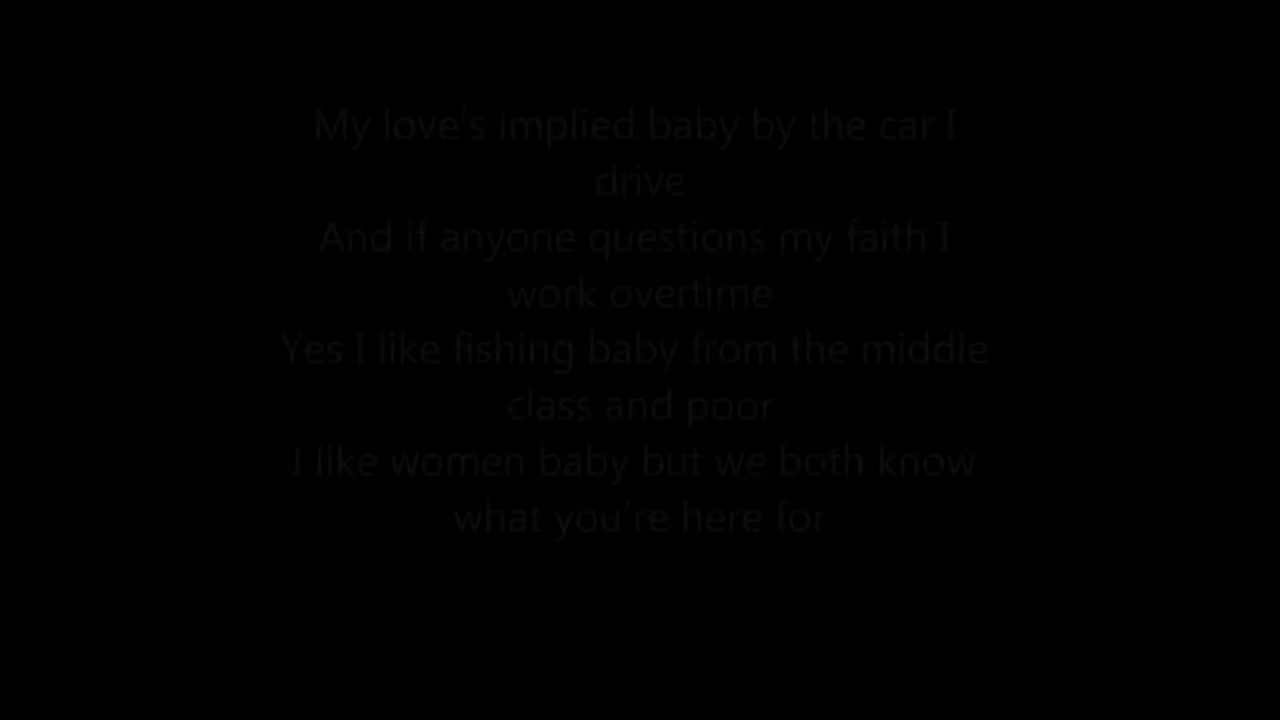 My love's implied baby by the car I
drive
And if anyone questions my faith I
work overtime
Yes I like fishing baby from the middle
class and poor
I like women baby but we both know
what you're here for